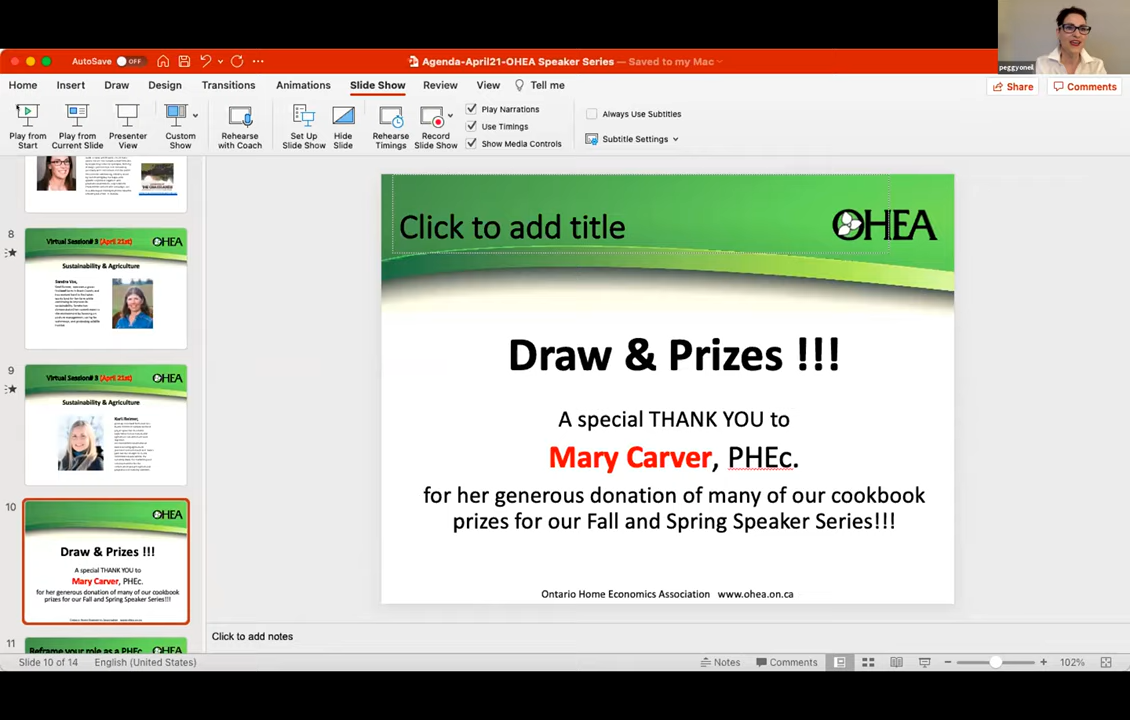 AutoSave OFF
Agenda-April21-OHEA Speaker Series — Saved to my Mac
peggyonel
Home Insert Draw Design Transitions Animations Slide Show Review View Tell me
Share Comments
Play from Start
Play from Current Slide
Presenter View
Custom Show
Rehearse with Coach
Set Up Slide Show
Hide Slide
Rehearse Timings
Record Slide Show
Play Narrations
Use Timings
Show Media Controls
Always Use Subtitles
Subtitle Settings
8
Virtual Session# 3 (April 21st) OHEA
Sustainability & Agriculture
9
Virtual Session# 3 (April 21st) OHEA
Sustainability & Agriculture
10
OHEA
Draw & Prizes !!!
A special THANK YOU to
Mary Carver, PHEc.
for her generous donation of many of our cookbook
prizes for our Fall and Spring Speaker Series!!!
11
Reframe your role as a PHEc
Click to add title
OHEA
Draw & Prizes !!!
A special THANK YOU to
Mary Carver, PHEc.
for her generous donation of many of our cookbook
prizes for our Fall and Spring Speaker Series!!!
Ontario Home Economics Association www.ohea.on.ca
Click to add notes
Slide 10 of 14 English (United States) Notes Comments 102%